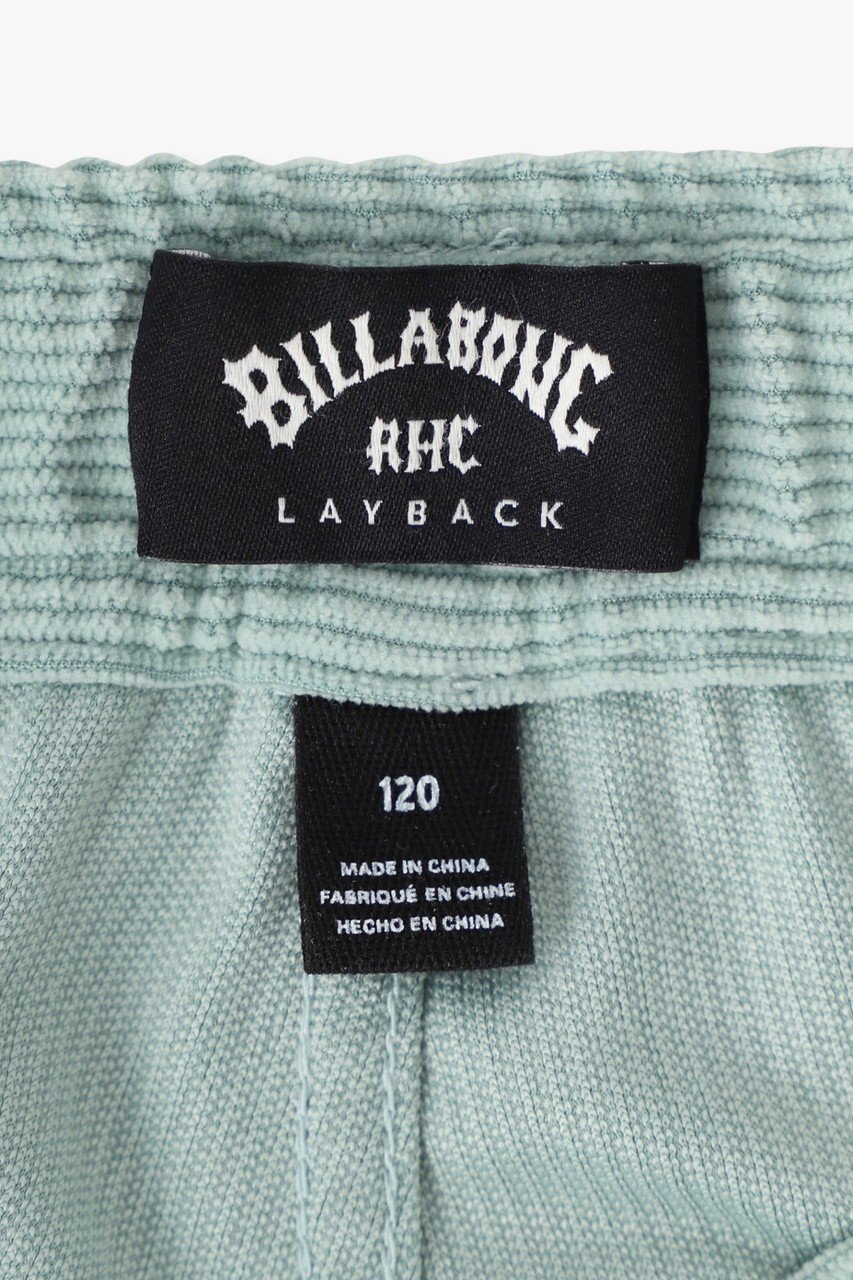 BILLABONG
RHC
LAYBACK
120
MADE IN CHINA
FABRIQUÉ EN CHINE
HECHO EN CHINA